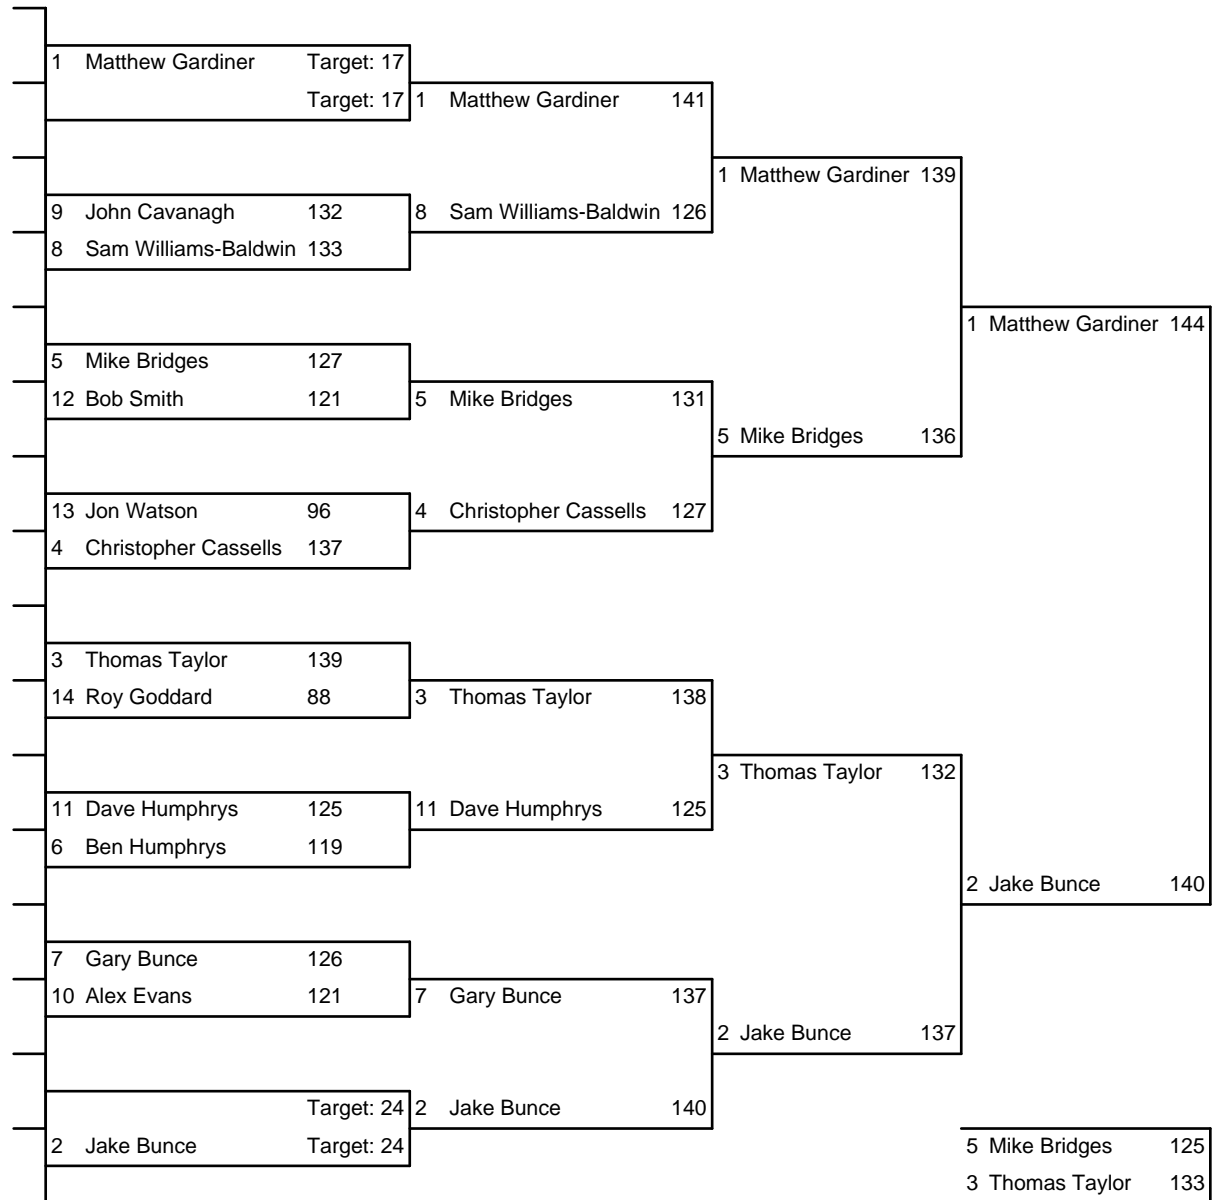 1 Matthew Gardiner Target: 17
Target: 17
9 John Cavanagh 132
8 Sam Williams-Baldwin 133
5 Mike Bridges 127
12 Bob Smith 121
13 Jon Watson 96
4 Christopher Cassells 137
3 Thomas Taylor 139
14 Roy Goddard 88
11 Dave Humphrys 125
6 Ben Humphrys 119
7 Gary Bunce 126
10 Alex Evans 121
Target: 24
2 Jake Bunce Target: 24
1 Matthew Gardiner 141
8 Sam Williams-Baldwin 126
5 Mike Bridges 131
4 Christopher Cassells 127
3 Thomas Taylor 138
11 Dave Humphrys 125
7 Gary Bunce 137
2 Jake Bunce 140
1 Matthew Gardiner 139
5 Mike Bridges 136
3 Thomas Taylor 132
2 Jake Bunce 137
1 Matthew Gardiner 144
2 Jake Bunce 140
5 Mike Bridges 125
3 Thomas Taylor 133